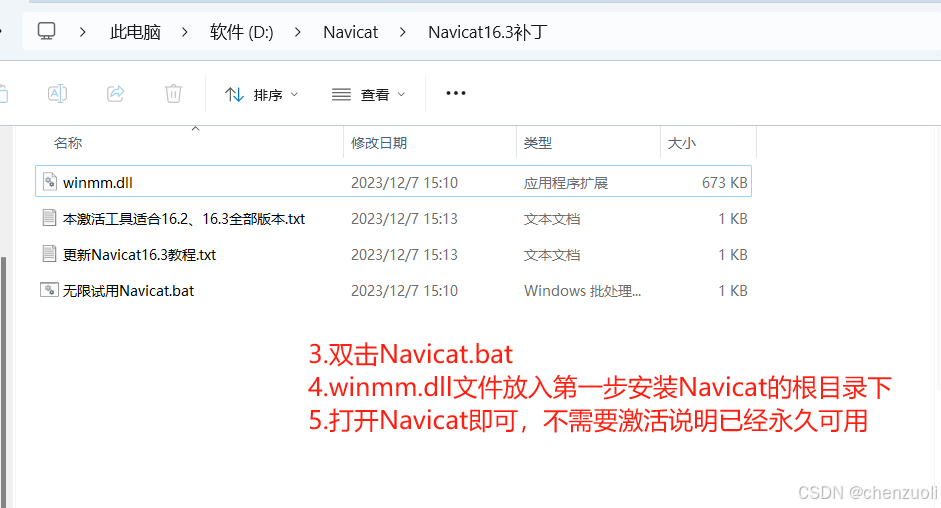 此电脑 软件 (D:) Navicat Navicat16.3补丁
排序 查看
名称 修改日期 类型 大小
winmm.dll 2023/12/7 15:10 应用程序扩展 673 KB
本激活工具适合16.2、16.3全部版本.txt 2023/12/7 15:13 文本文档 1 KB
更新Navicat16.3教程.txt 2023/12/7 15:13 文本文档 1 KB
无限试用Navicat.bat 2023/12/7 15:10 Windows 批处理... 1 KB
3.双击Navicat.bat
4.winmm.dll文件放入第一步安装Navicat的根目录下
5.打开Navicat即可，不需要激活说明已经永久可用
CSDN @chenzuoli